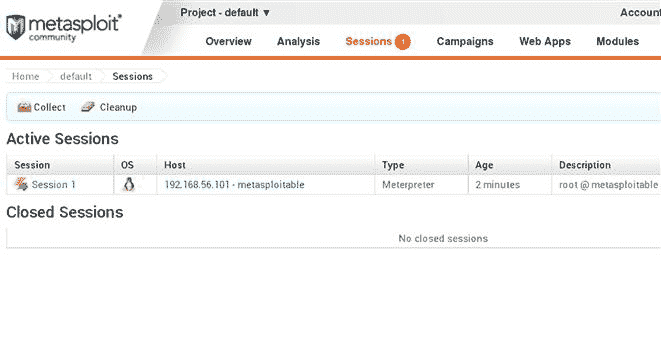 metasploit®
community
Project - default ▼
Account
Overview Analysis Sessions 1 Campaigns Web Apps Modules
Home default Sessions
Collect Cleanup
Active Sessions
Session OS Host Type Age Description
Session 1 192.168.56.101 - metasploitable Meterpreter 2 minutes root @ metasploitable
Closed Sessions
No closed sessions